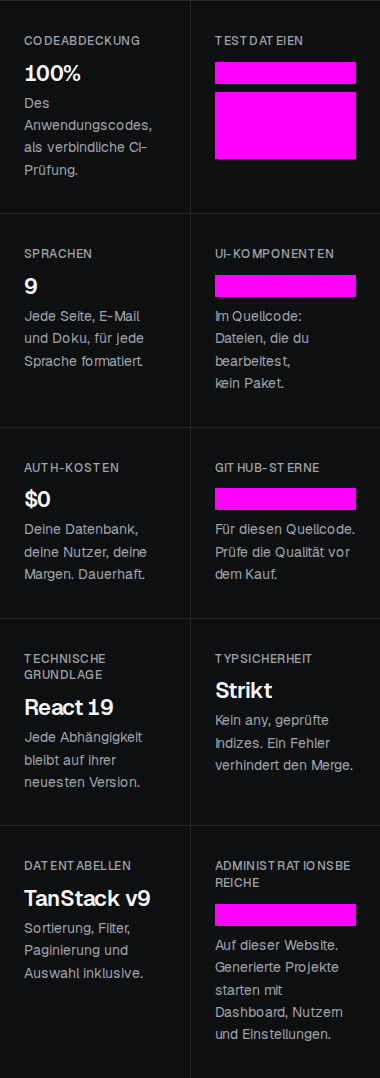 CODEABDECKUNG
100%
Des
Anwendungscodes,
als verbindliche CI-
Prüfung.
TESTDATEIEN
SPRACHEN
9
Jede Seite, E-Mail
und Doku, für jede
Sprache formatiert.
UI-KOMPONENTEN
Im Quellcode:
Dateien, die du
bearbeitest,
kein Paket.
AUTH-KOSTEN
$0
Deine Datenbank,
deine Nutzer, deine
Margen. Dauerhaft.
GITHUB-STERNE
Für diesen Quellcode.
Prüfe die Qualität vor
dem Kauf.
TECHNISCHE
GRUNDLAGE
React 19
Jede Abhängigkeit
bleibt auf ihrer
neuesten Version.
TYPSICHERHEIT
Strikt
Kein any, geprüfte
Indizes. Ein Fehler
verhindert den Merge.
DATENTABELLEN
TanStack v9
Sortierung, Filter,
Paginierung und
Auswahl inklusive.
ADMINISTRATIONSBE
REICHE
Auf dieser Website.
Generierte Projekte
starten mit
Dashboard, Nutzern
und Einstellungen.